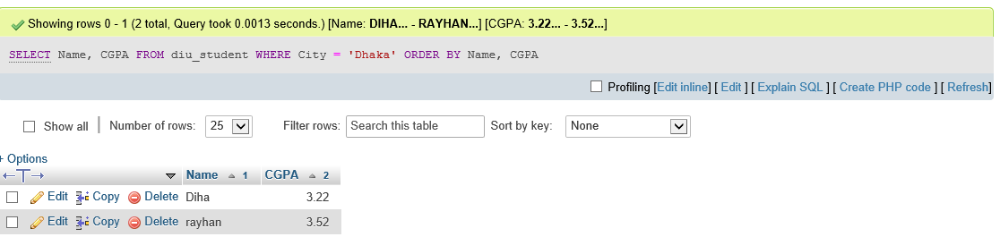 Showing rows 0 - 1 (2 total, Query took 0.0013 seconds.) [Name: DIHA... - RAYHAN...] [CGPA: 3.22... - 3.52...]
SELECT Name, CGPA FROM diu_student WHERE City = 'Dhaka' ORDER BY Name, CGPA
Profiling [Edit inline] [ Edit ] [ Explain SQL ] [ Create PHP code ] [ Refresh]
Show all | Number of rows: 25 Filter rows: Search this table Sort by key: None
+ Options
←T→ Name 1 CGPA 2
Edit Copy Delete Diha 3.22
Edit Copy Delete rayhan 3.52